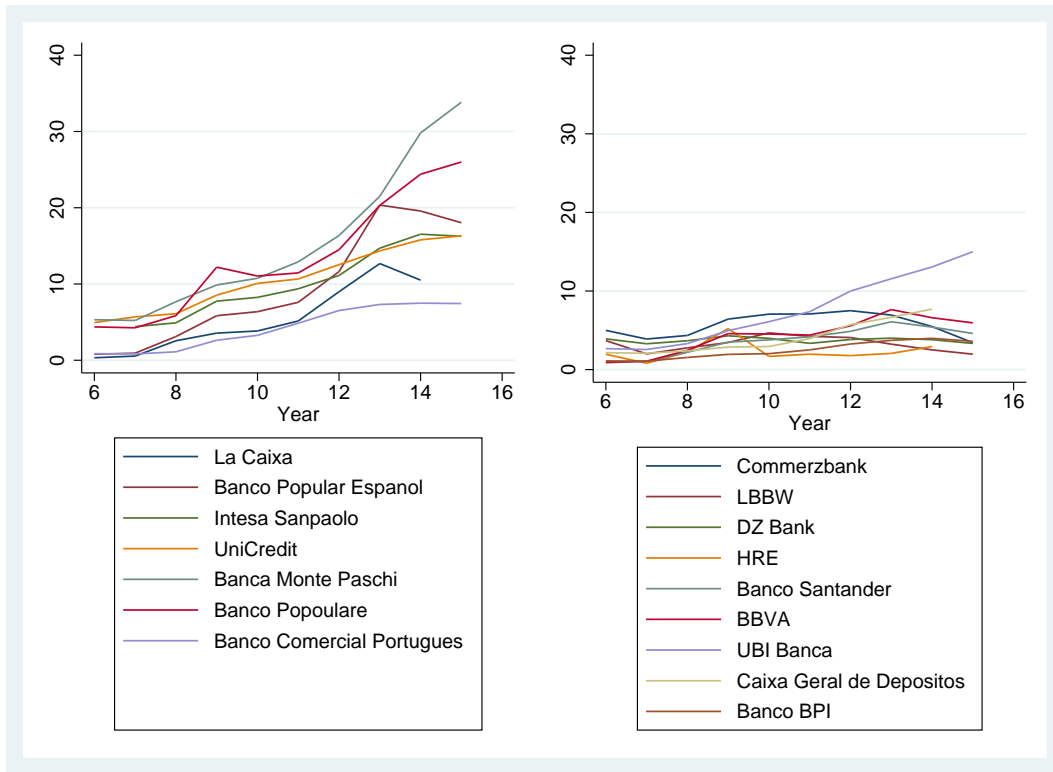 40
30
20
10
0
6 8 10 12 14 16
Year
La Caixa
Banco Popular Espanol
Intesa Sanpaolo
UniCredit
Banca Monte Paschi
Banco Popoulare
Banco Comercial Portugues
40
30
20
10
0
6 8 10 12 14 16
Year
Commerzbank
LBBW
DZ Bank
HRE
Banco Santander
BBVA
UBI Banca
Caixa Geral de Depositos
Banco BPI